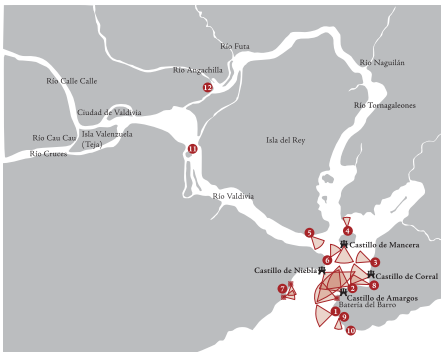 Río Futa
Río Naguilán
Río Angachilla
Río Calle Calle
12
Río Tornagaleones
Ciudad de Valdivia
Río Cau Cau
Isla Valenzuela
(Teja)
Isla del Rey
Río Cruces
11
Río Valdivia
4
5
Castillo de Mancera
6
3
Castillo de Niebla
Castillo de Corral
7
2
8
Castillo de Amargos
Batería del Barro
1
9
10